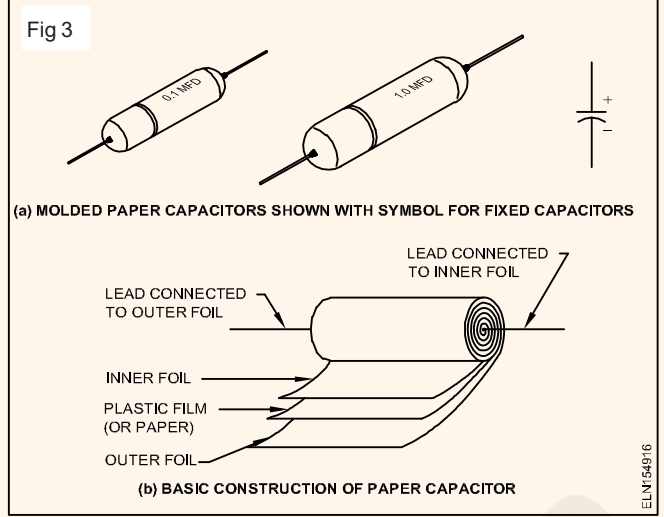 Fig 3
0.1 MFD
1.0 MFD
+
–
(a) MOLDED PAPER CAPACITORS SHOWN WITH SYMBOL FOR FIXED CAPACITORS
LEAD CONNECTED
TO INNER FOIL
LEAD CONNECTED
TO OUTER FOIL
INNER FOIL
PLASTIC FILM
(OR PAPER)
OUTER FOIL
(b) BASIC CONSTRUCTION OF PAPER CAPACITOR
ELN154916